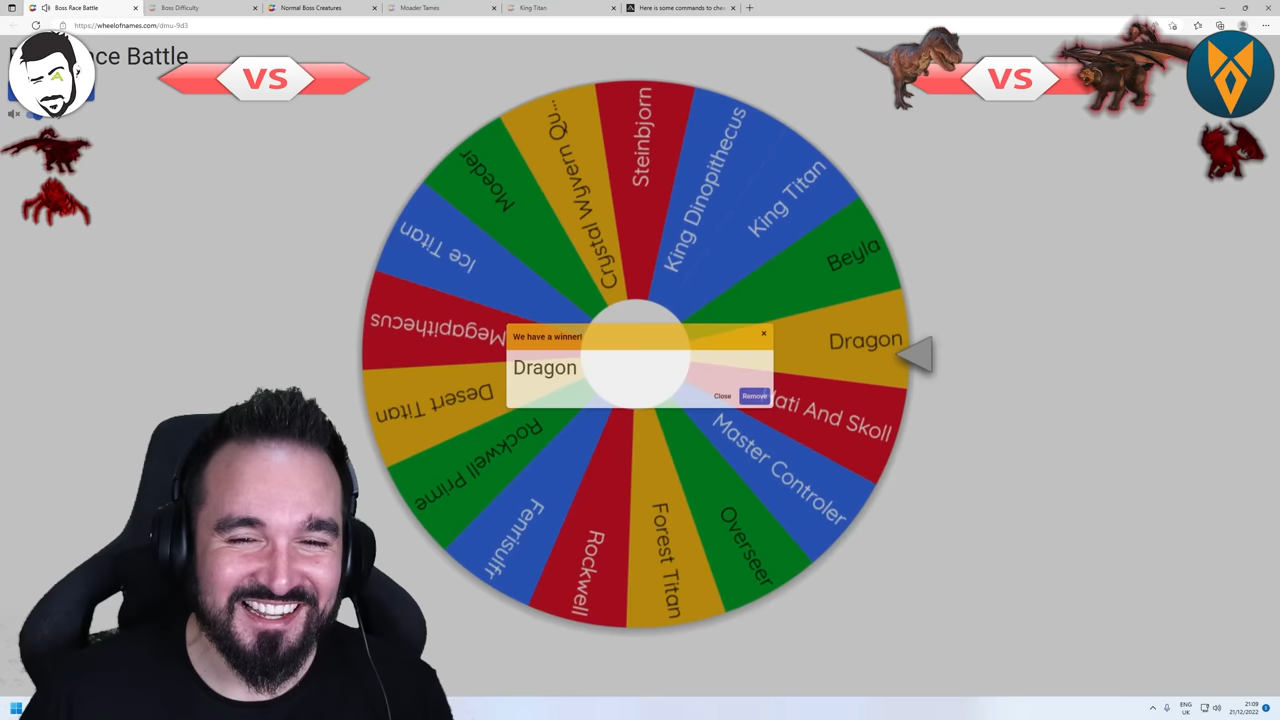 Boss Race Battle
Boss Difficulty
Normal Boss Creatures
Moader Tames
King Titan
Here is some commands to che
https://wheelofnames.com/dmu-9d3
ce Battle
VS
VS
Steinbjorn
King Dinopithecus
King Titan
Beyla
Dragon
ati And Skoll
Master Controler
Overseer
Forest Titan
Rockwell
Fenrisulfr
Rockwell Prime
Desert Titan
Megapithecus
Ice Titan
Moeder
Crystal Wyvern Qu...
We have a winner!
Dragon
Close
Remove
ENG
UK
21:09
21/12/2022